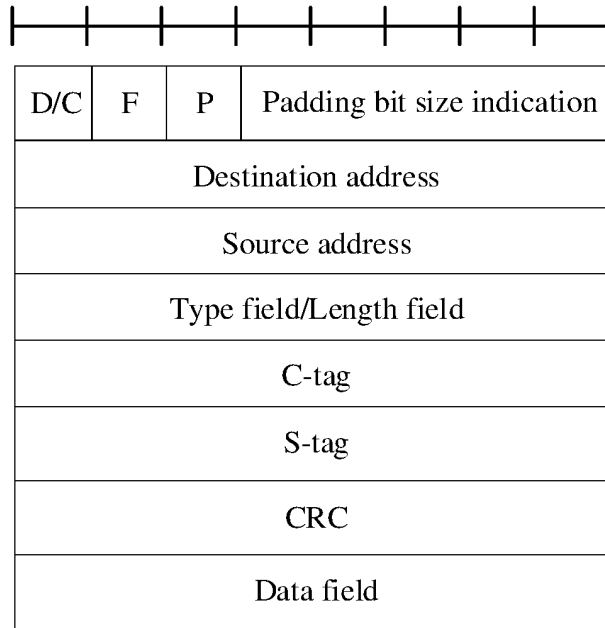 D/C F P Padding bit size indication
Destination address
Source address
Type field/Length field
C-tag
S-tag
CRC
Data field